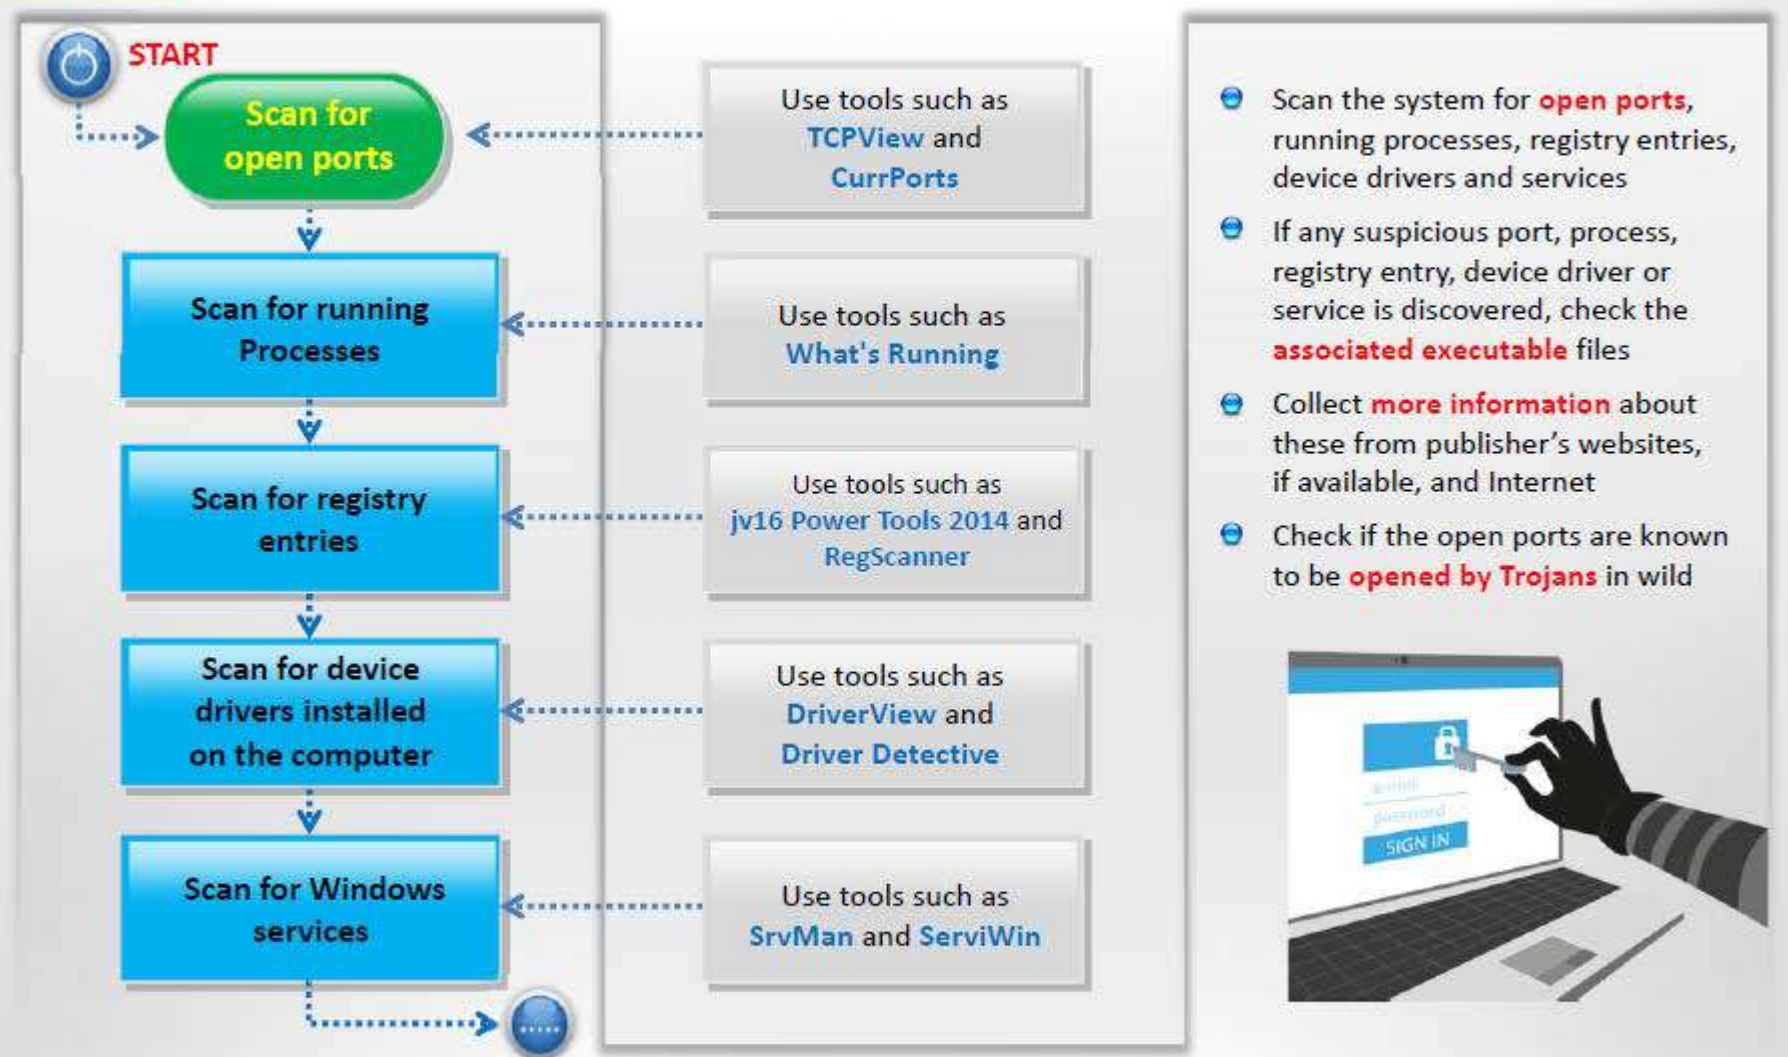 START
Scan for
open ports
Use tools such as
TCPView and
CurrPorts
Scan for running
Processes
Use tools such as
What's Running
Scan for registry
entries
Use tools such as
jv16 Power Tools 2014 and
RegScanner
Scan for device
drivers installed
on the computer
Use tools such as
DriverView and
Driver Detective
Scan for Windows
services
Use tools such as
SrvMan and ServiWin
Scan the system for open ports,
running processes, registry entries,
device drivers and services
If any suspicious port, process,
registry entry, device driver or
service is discovered, check the
associated executable files
Collect more information about
these from publisher’s websites,
if available, and Internet
Check if the open ports are known
to be opened by Trojans in wild
password
SIGN IN